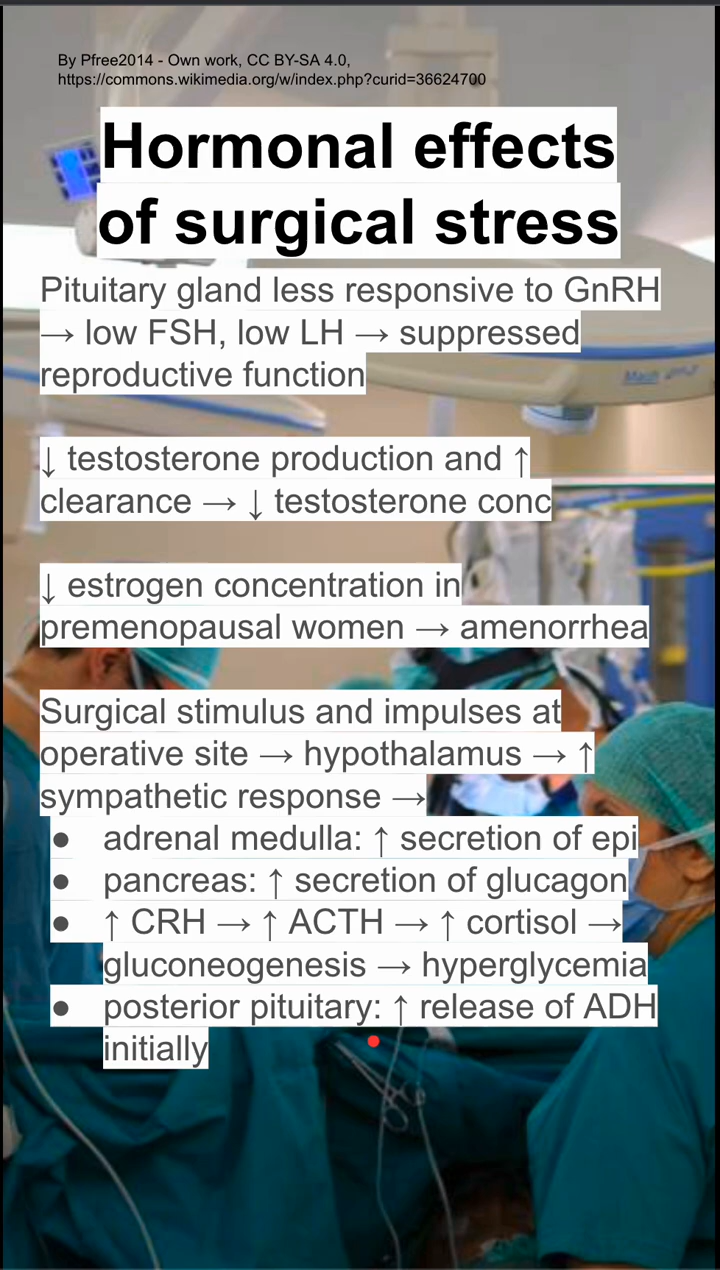 By Pfree2014 - Own work, CC BY-SA 4.0,
https://commons.wikimedia.org/w/index.php?curid=36624700
Hormonal effects
of surgical stress
Pituitary gland less responsive to GnRH
→ low FSH, low LH → suppressed
reproductive function
↓ testosterone production and ↑
clearance → ↓ testosterone conc
↓ estrogen concentration in
premenopausal women → amenorrhea
Surgical stimulus and impulses at
operative site → hypothalamus → ↑
sympathetic response →
● adrenal medulla: ↑ secretion of epi
● pancreas: ↑ secretion of glucagon
● ↑ CRH → ↑ ACTH → ↑ cortisol →
gluconeogenesis → hyperglycemia
● posterior pituitary: ↑ release of ADH
initially